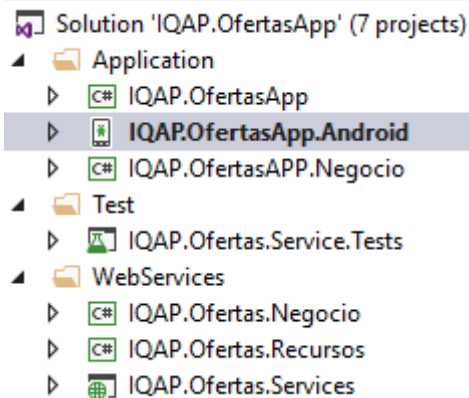 Solution 'IQAP.OfertasApp' (7 projects)
Application
C# IQAP.OfertasApp
IQAP.OfertasApp.Android
C# IQAP.OfertasAPP.Negocio
Test
IQAP.Ofertas.Service.Tests
WebServices
C# IQAP.Ofertas.Negocio
C# IQAP.Ofertas.Recursos
IQAP.Ofertas.Services